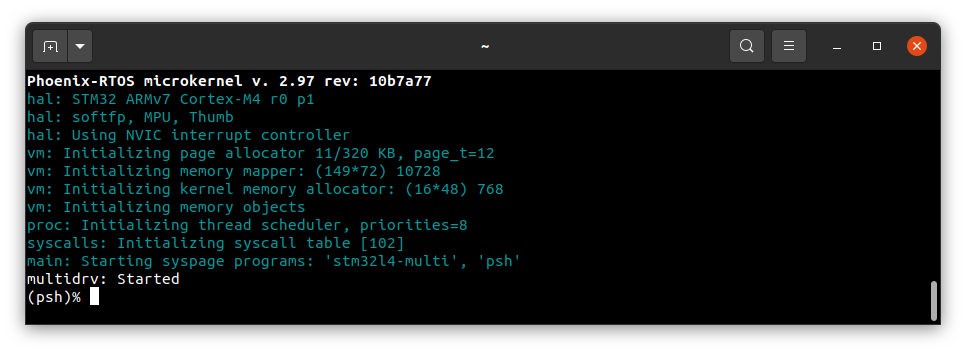 ~
Phoenix-RTOS microkernel v. 2.97 rev: 10b7a77
hal: STM32 ARMv7 Cortex-M4 r0 p1
hal: softfp, MPU, Thumb
hal: Using NVIC interrupt controller
vm: Initializing page allocator 11/320 KB, page_t=12
vm: Initializing memory mapper: (149*72) 10728
vm: Initializing kernel memory allocator: (16*48) 768
vm: Initializing memory objects
proc: Initializing thread scheduler, priorities=8
syscalls: Initializing syscall table [102]
main: Starting syspage programs: 'stm32l4-multi', 'psh'
multidrv: Started
(psh)%